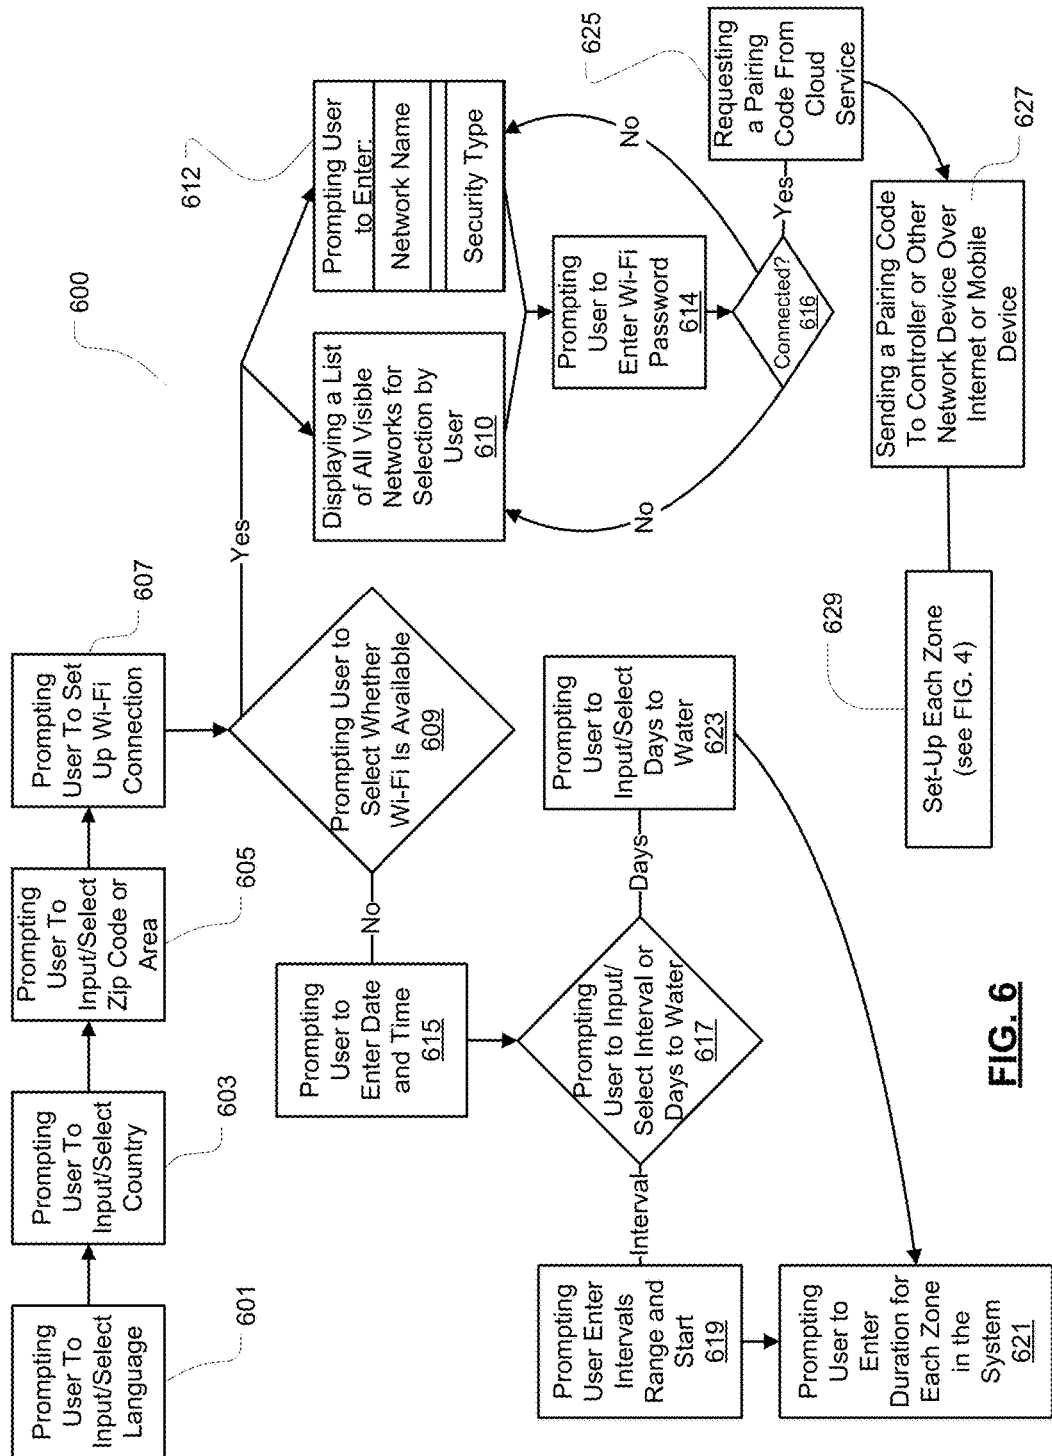 600
Prompting
User To
Input/Select
Language
601
Prompting
User To
Input/Select
Country
603
Prompting
User To
Input/Select
Zip Code or
Area
605
Prompting
User To Set
Up Wi-Fi
Connection
607
Prompting User to
Select Whether
Wi-Fi Is Available
609
Yes
No
Displaying a List
of All Visible
Networks for
Selection by
User
610
Prompting User
to Enter:
Network Name
Security Type
612
Prompting
User to
Enter Wi-Fi
Password
614
Connected?
616
No
No
Yes
Requesting
a Pairing
Code From
Cloud
Service
625
Sending a Pairing Code
To Controller or Other
Network Device Over
Internet or Mobile
Device
627
Set-Up Each Zone
(see FIG. 4)
629
Prompting
User to
Enter Date
and Time
615
Prompting
User to Input/
Select Interval or
Days to Water
617
Interval
Days
Prompting
User Enter
Intervals
Range and
Start
619
Prompting
User to
Input/Select
Days to
Water
623
Prompting
User to
Enter
Duration for
Each Zone
in the
System
621
FIG. 6